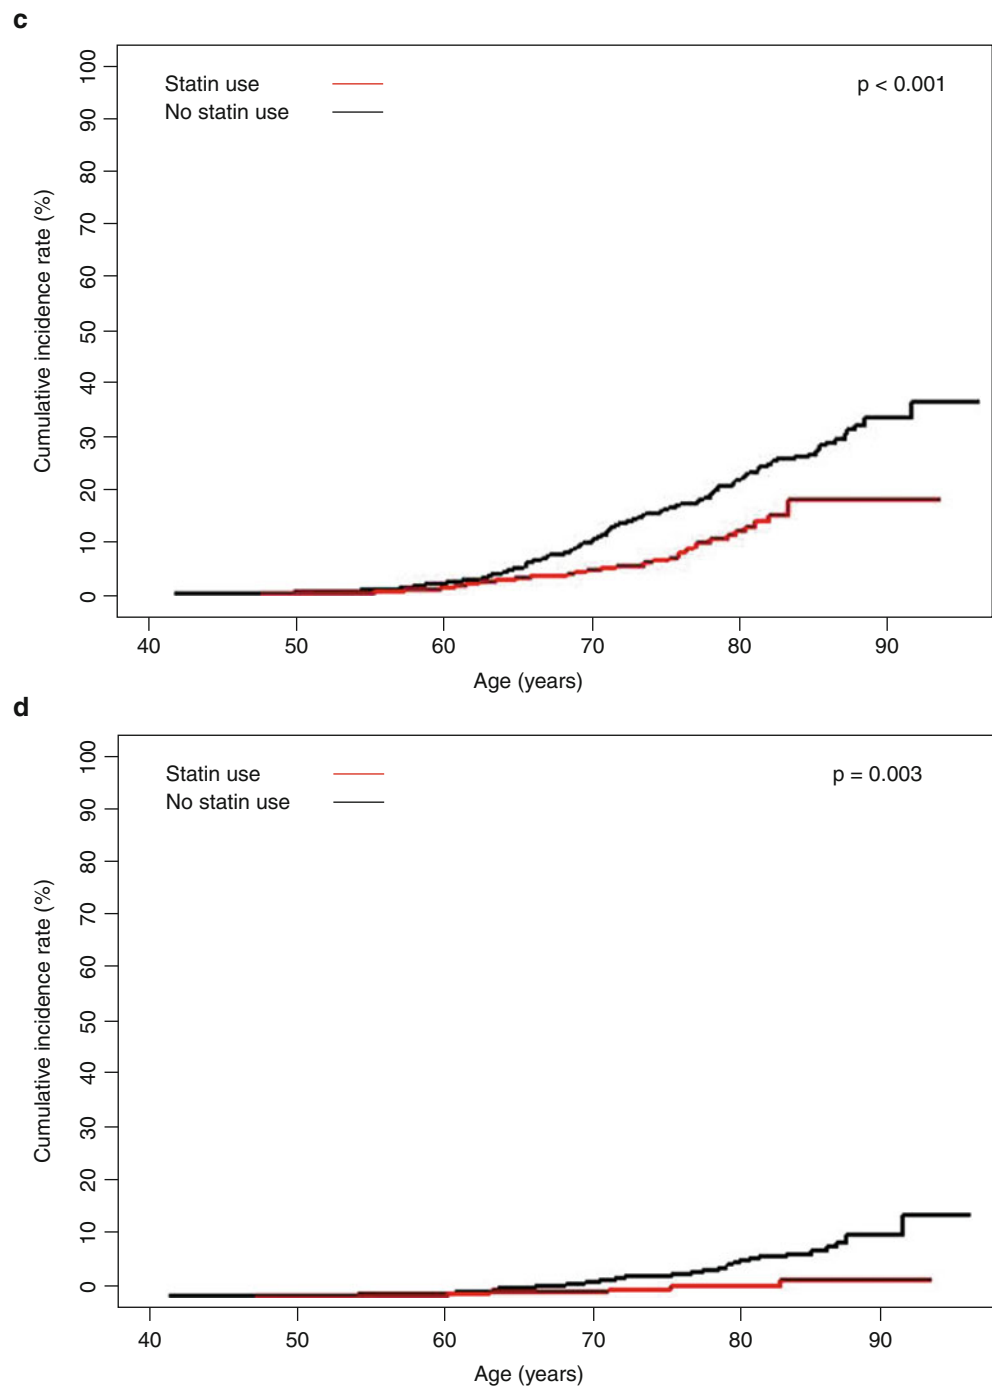 c
Statin use
No statin use
p < 0.001
Cumulative incidence rate (%)
100
90
80
70
60
50
40
30
20
10
0
40 50 60 70 80 90
Age (years)
d
Statin use
No statin use
p = 0.003
Cumulative incidence rate (%)
100
90
80
70
60
50
40
30
20
10
0
40 50 60 70 80 90
Age (years)